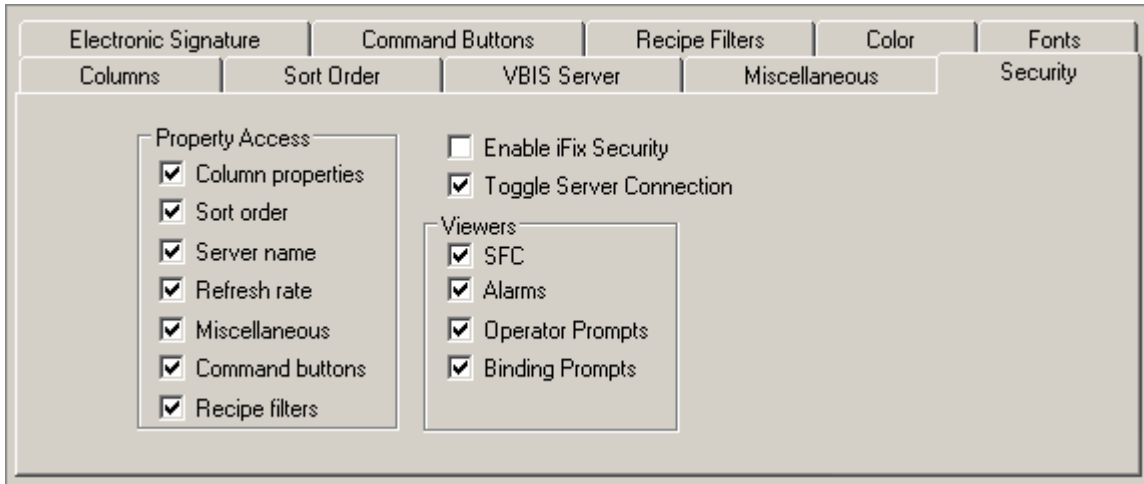 Electronic Signature Command Buttons Recipe Filters Color Fonts
Columns Sort Order VBIS Server Miscellaneous Security
Property Access
Column properties
Sort order
Server name
Refresh rate
Miscellaneous
Command buttons
Recipe filters
Enable iFix Security
Toggle Server Connection
Viewers
SFC
Alarms
Operator Prompts
Binding Prompts